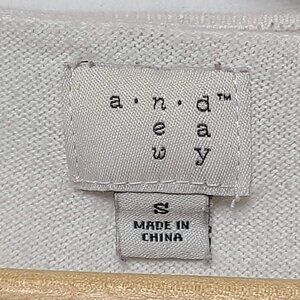 a · n · d™
e a
w y
S
MADE IN
CHINA